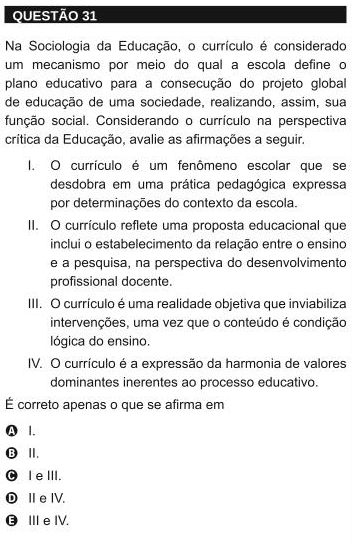 QUESTÃO 31
Na Sociologia da Educação, o currículo é considerado
um mecanismo por meio do qual a escola define o
plano educativo para a consecução do projeto global
de educação de uma sociedade, realizando, assim, sua
função social. Considerando o currículo na perspectiva
crítica da Educação, avalie as afirmações a seguir.
I. O currículo é um fenômeno escolar que se
desdobra em uma prática pedagógica expressa
por determinações do contexto da escola.
II. O currículo reflete uma proposta educacional que
inclui o estabelecimento da relação entre o ensino
e a pesquisa, na perspectiva do desenvolvimento
profissional docente.
III. O currículo é uma realidade objetiva que inviabiliza
intervenções, uma vez que o conteúdo é condição
lógica do ensino.
IV. O currículo é a expressão da harmonia de valores
dominantes inerentes ao processo educativo.
É correto apenas o que se afirma em
A I.
B II.
C I e III.
D II e IV.
E III e IV.